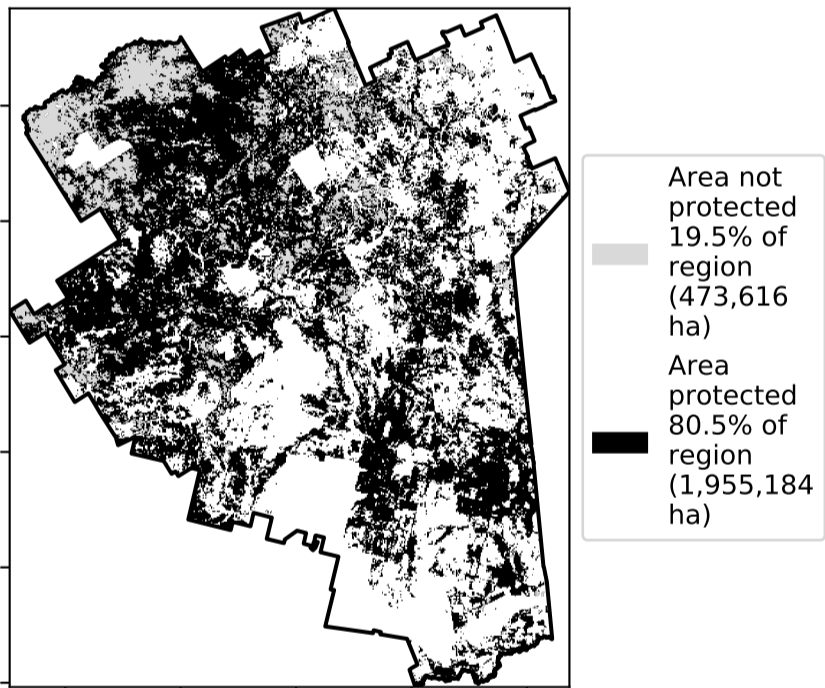 Area not
protected
19.5% of
region
(473,616
ha)
Area
protected
80.5% of
region
(1,955,184
ha)